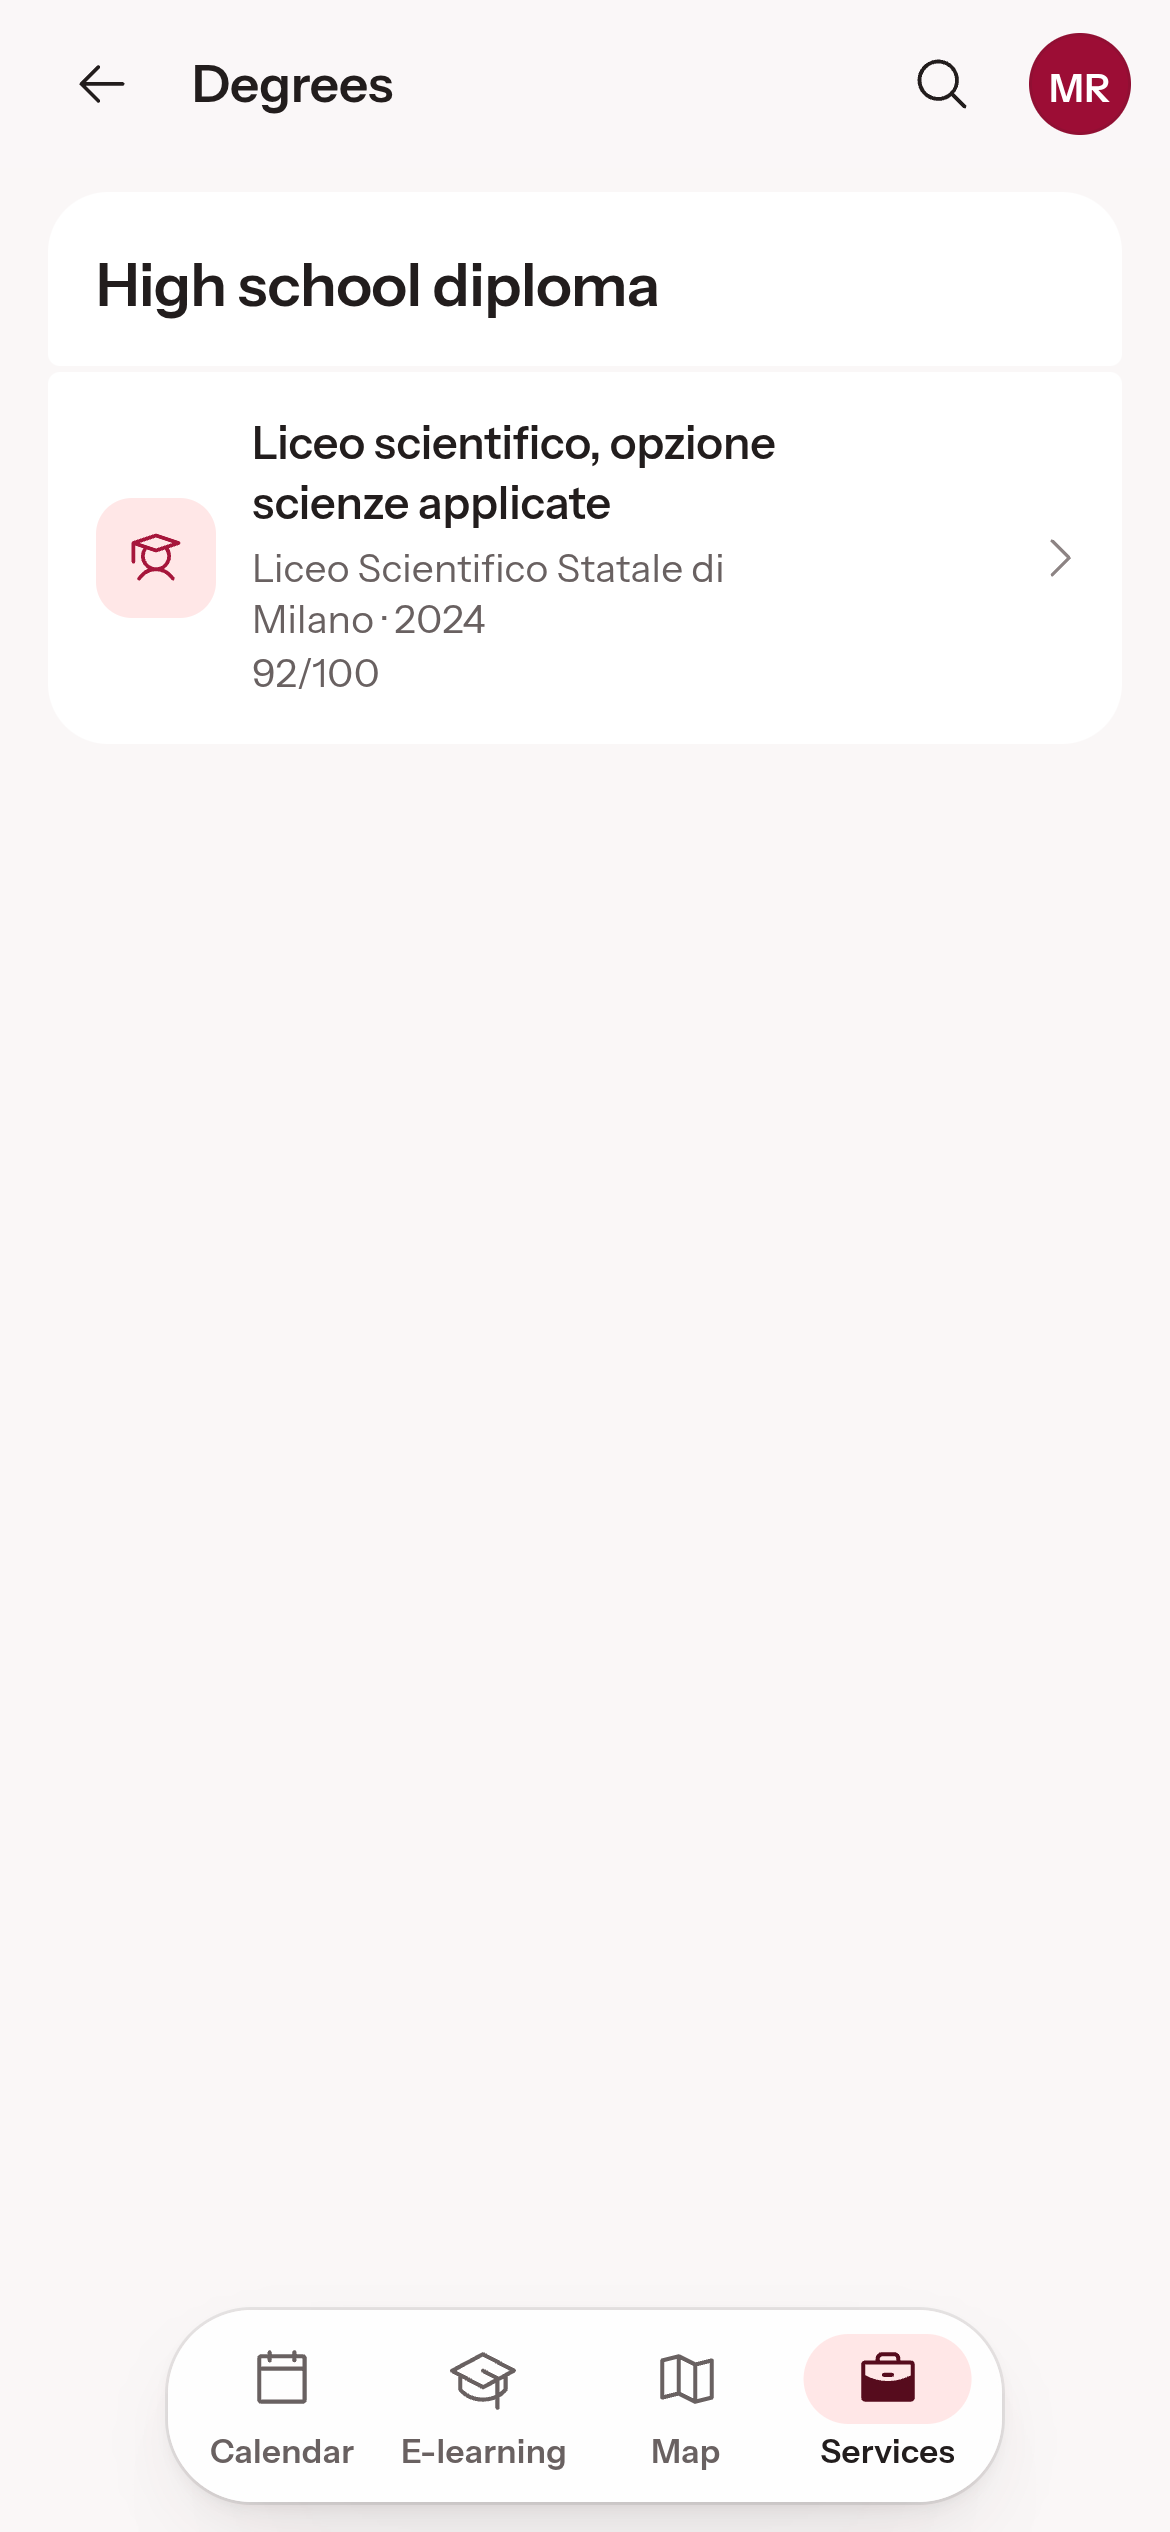 Degrees
MR
High school diploma
Liceo scientifico, opzione
scienze applicate
Liceo Scientifico Statale di
Milano · 2024
92/100
Calendar
E-learning
Map
Services